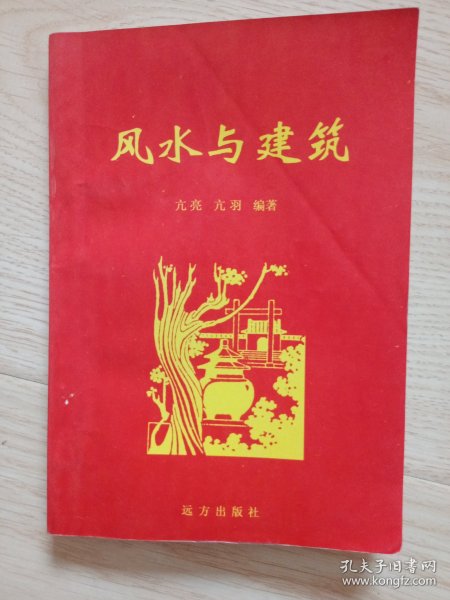 风水与建筑
亢亮 亢羽 编著
远方出版社
孔夫子旧书网
www.kongfz.com